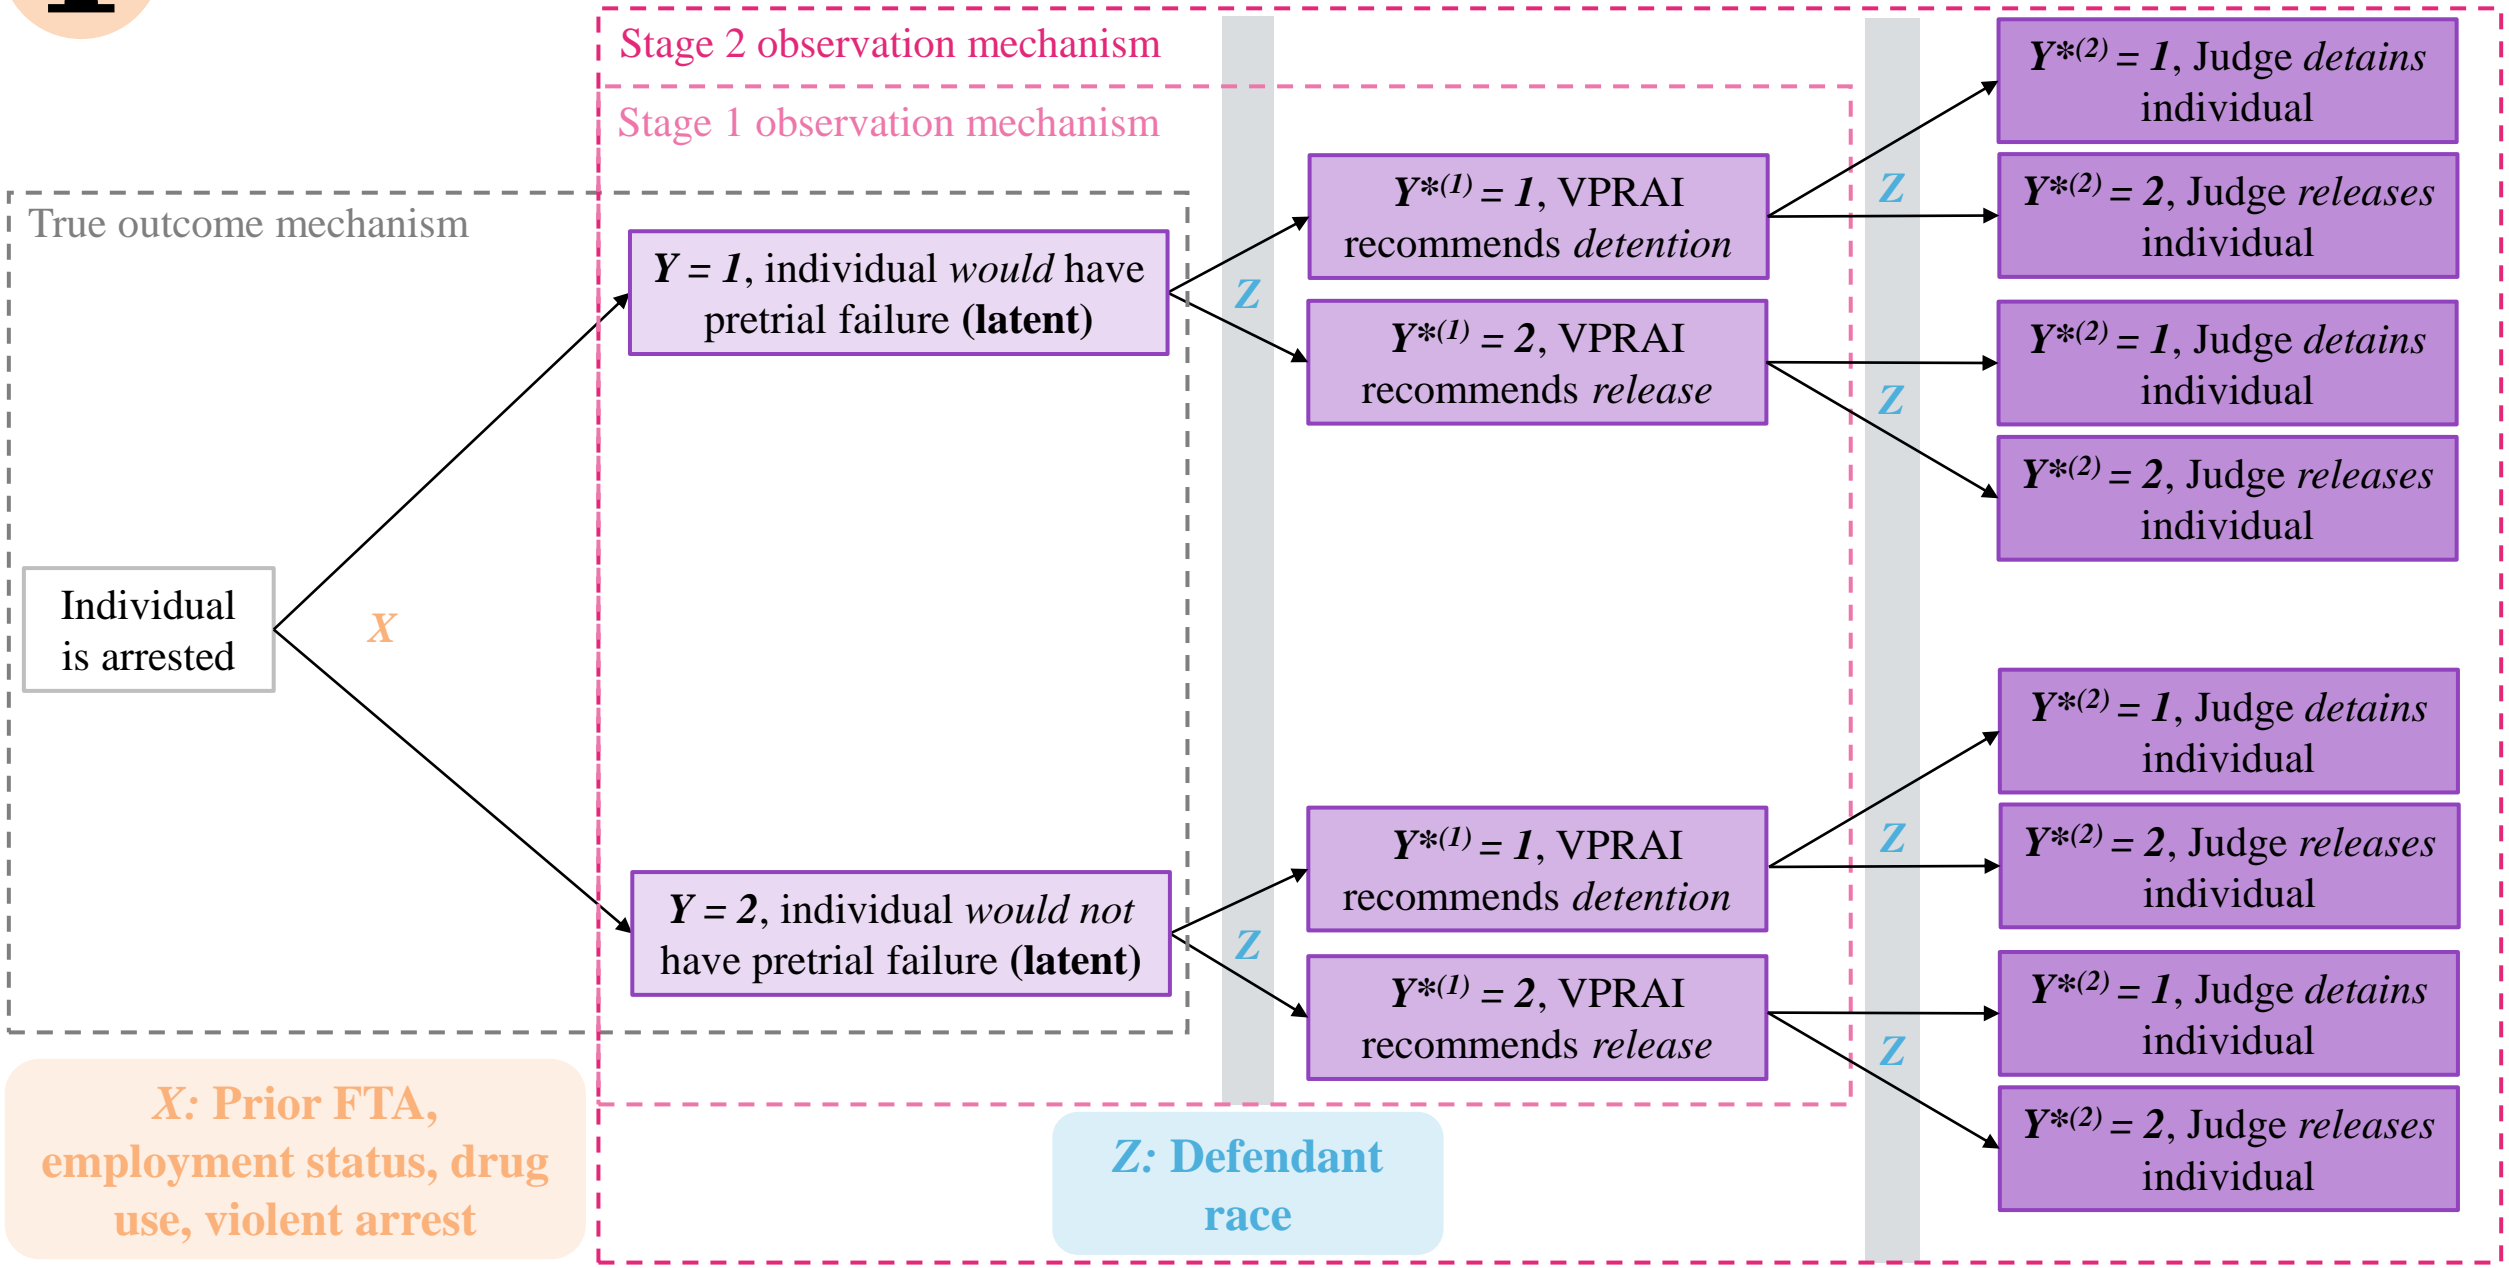 Stage 2 observation mechanism
Stage 1 observation mechanism
True outcome mechanism
Individual
is arrested
X
Y = 1, individual would have
pretrial failure (latent)
Y = 2, individual would not
have pretrial failure (latent)
Z
Z
Y*(1) = 1, VPRAI
recommends detention
Y*(1) = 2, VPRAI
recommends release
Y*(1) = 1, VPRAI
recommends detention
Y*(1) = 2, VPRAI
recommends release
Z
Z
Z
Z
Y*(2) = 1, Judge detains
individual
Y*(2) = 2, Judge releases
individual
Y*(2) = 1, Judge detains
individual
Y*(2) = 2, Judge releases
individual
Y*(2) = 1, Judge detains
individual
Y*(2) = 2, Judge releases
individual
Y*(2) = 1, Judge detains
individual
Y*(2) = 2, Judge releases
individual
X: Prior FTA,
employment status, drug
use, violent arrest
Z: Defendant
race